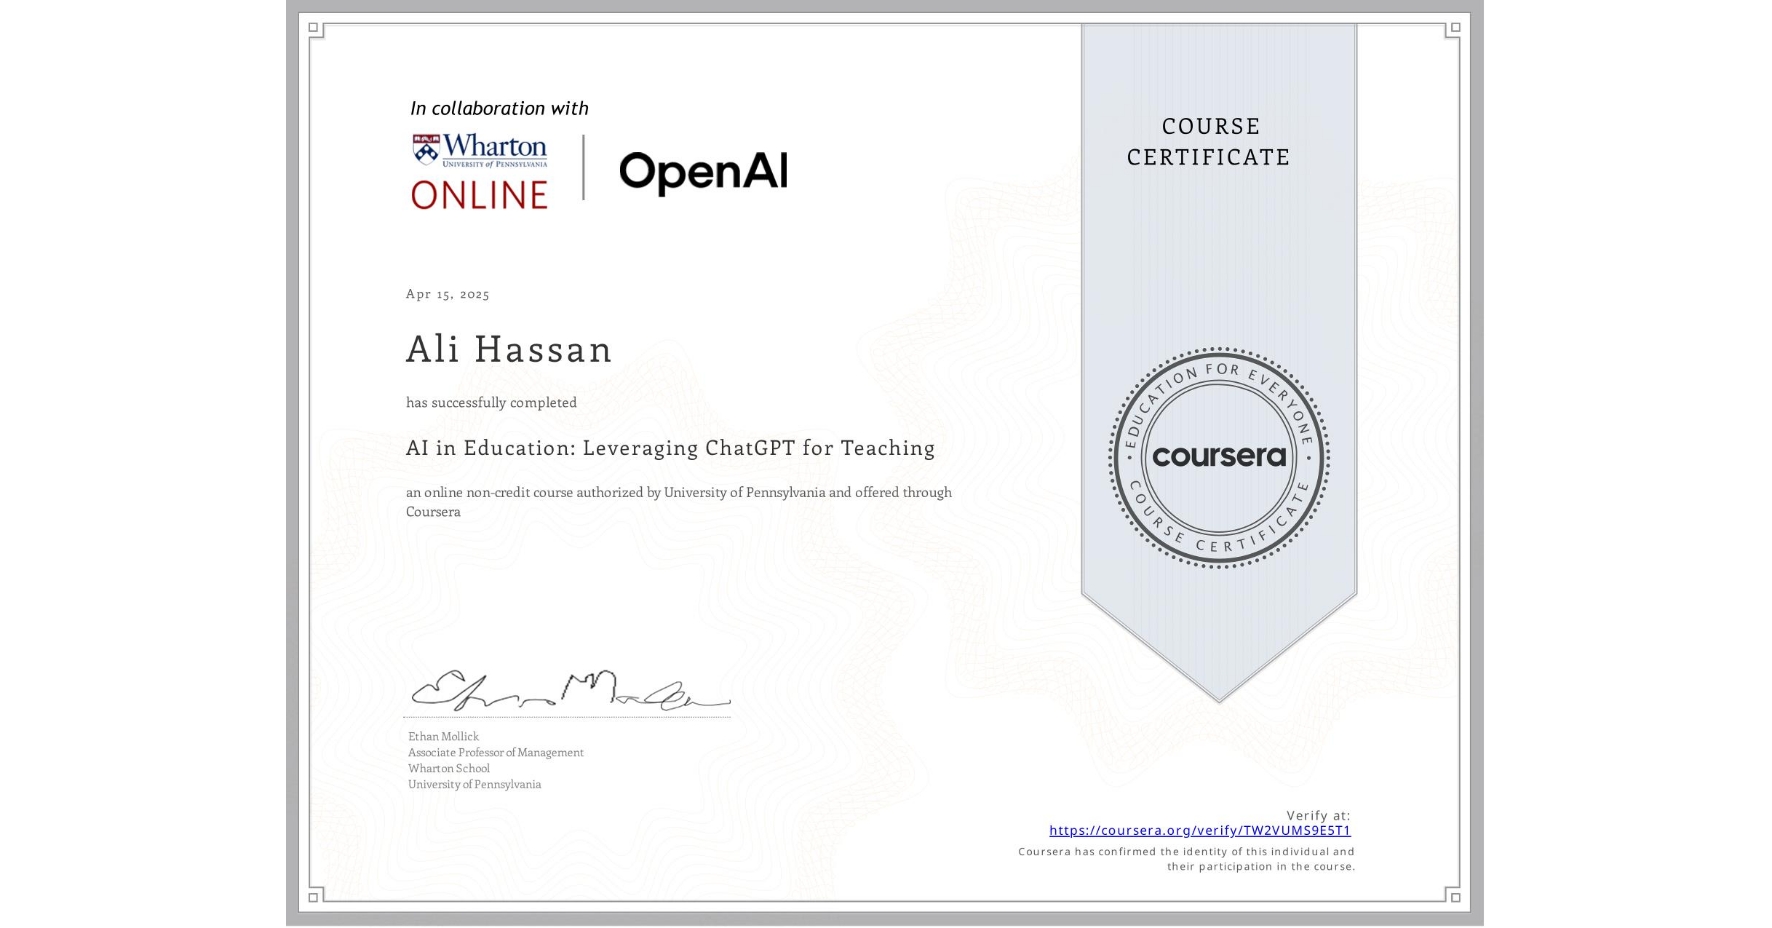 In collaboration with
Wharton
UNIVERSITY of PENNSYLVANIA
ONLINE
OpenAI
COURSE
CERTIFICATE
Apr 15, 2025
Ali Hassan
has successfully completed
AI in Education: Leveraging ChatGPT for Teaching
an online non-credit course authorized by University of Pennsylvania and offered through
Coursera
EDUCATION FOR EVERYONE
coursera
COURSE CERTIFICATE
Ethan Mollick
Ethan Mollick
Associate Professor of Management
Wharton School
University of Pennsylvania
Verify at:
https://coursera.org/verify/TW2VUMS9E5T1
Coursera has confirmed the identity of this individual and
their participation in the course.